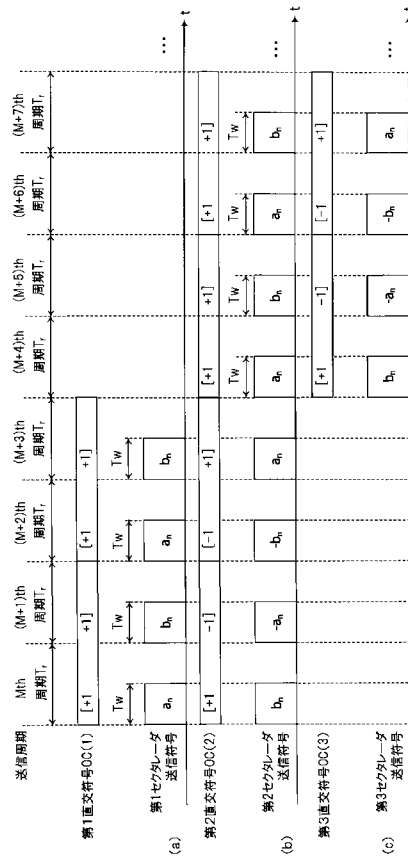 送信周期
Mth 周期Tr
(M+1)th 周期Tr
(M+2)th 周期Tr
(M+3)th 周期Tr
(M+4)th 周期Tr
(M+5)th 周期Tr
(M+6)th 周期Tr
(M+7)th 周期Tr
第1直交符号OC(1) [+1 +1] [+1 +1]
Tw Tw Tw Tw
第1セクタレーダ
送信符号
an bn an bn ...
(a)
t
第2直交符号OC(2) [+1 -1] [-1 +1] [+1 +1] [+1 +1]
Tw Tw Tw Tw
第2セクタレーダ
送信符号
bn -an -bn an an bn an bn ...
(b)
t
第3直交符号OC(3) [+1 -1] [-1 +1]
第3セクタレーダ
送信符号
bn -an -bn an ...
(c)
t